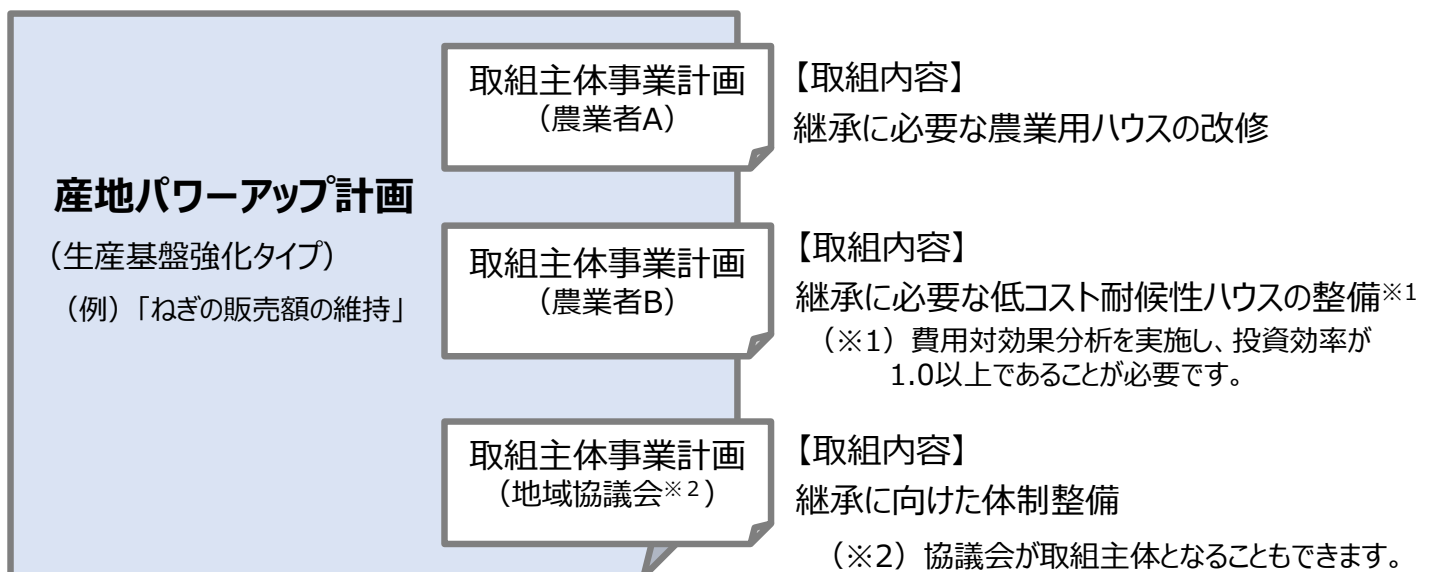 産地パワーアップ計画
（生産基盤強化タイプ）
（例）「ねぎの販売額の維持」
取組主体事業計画
（農業者A）
【取組内容】
継承に必要な農業用ハウスの改修
取組主体事業計画
（農業者B）
【取組内容】
継承に必要な低コスト耐候性ハウスの整備※1
（※1）費用対効果分析を実施し、投資効率が
1.0以上であることが必要です。
取組主体事業計画
（地域協議会※2）
【取組内容】
継承に向けた体制整備
（※2）協議会が取組主体となることもできます。